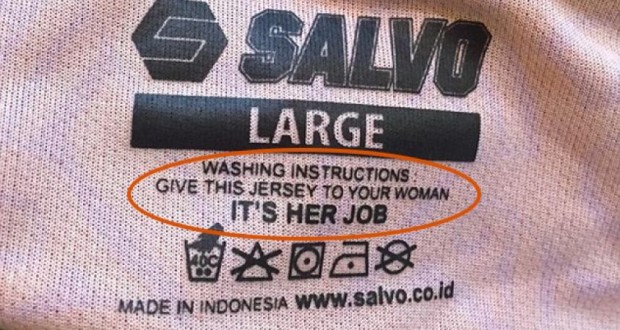 SALVO
LARGE
WASHING INSTRUCTIONS :
GIVE THIS JERSEY TO YOUR WOMAN
IT'S HER JOB
40C
MADE IN INDONESIA www.salvo.co.id